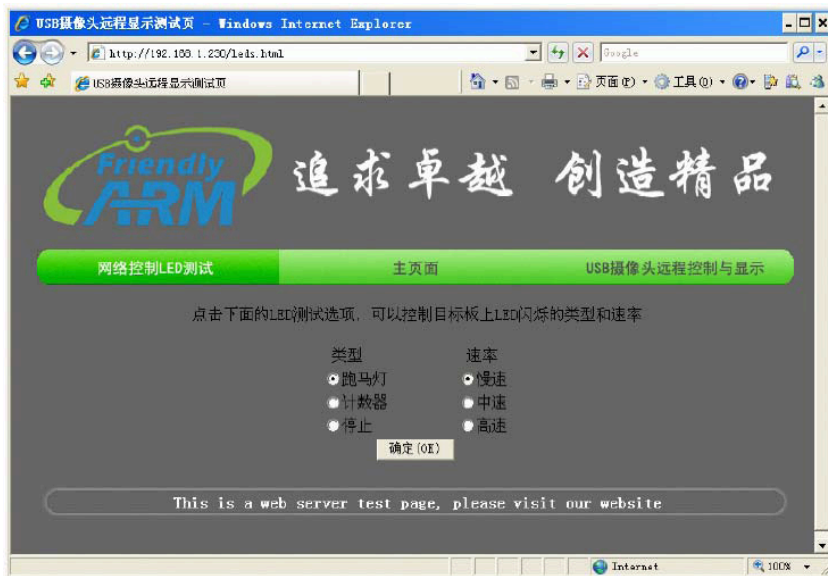 USB摄像头远程显示测试页 - Windows Internet Explorer
http://192.168.1.230/leds.html
Google
USB摄像头远程显示测试页
页面(P)
工具(O)
Friendly
ARM
追求卓越 创造精品
网络控制LED测试
主页面
USB摄像头远程控制与显示
点击下面的LED测试选项，可以控制目标板上LED闪烁的类型和速率
类型 速率
跑马灯 慢速
计数器 中速
停止 高速
确定(OK)
This is a web server test page, please visit our website
Internet
100%